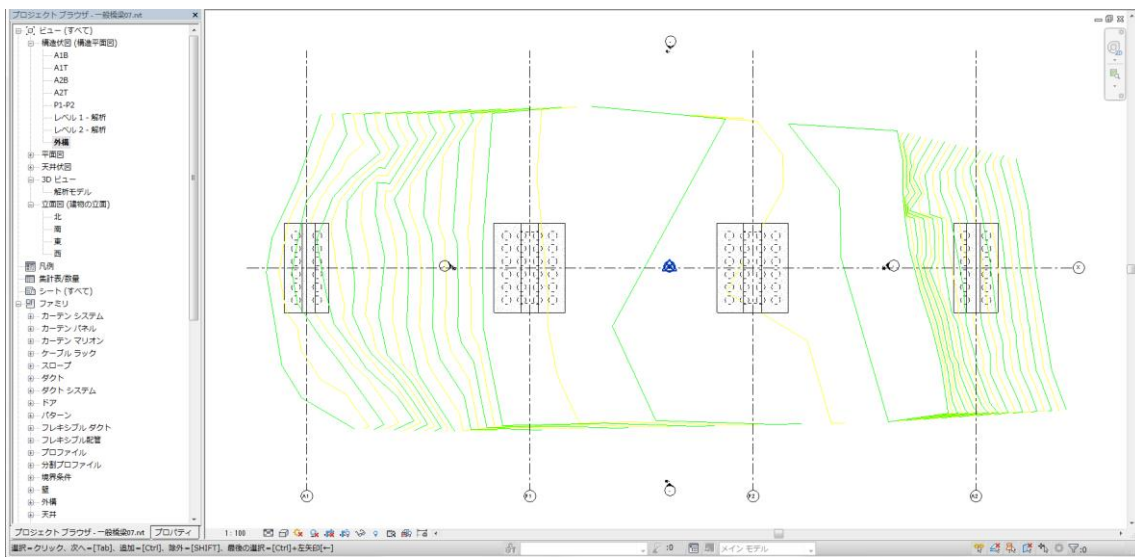 プロジェクト ブラウザ - 一般橋梁07.rvt
ビュー (すべて)
構造伏図 (構造平面図)
A1B
A1T
A2B
A2T
P1-P2
レベル 1 - 解析
レベル 2 - 解析
外構
平面図
天井伏図
3D ビュー
解析モデル
立面図 (建物の立面)
北
南
東
西
凡例
集計表/数量
シート (すべて)
ファミリ
カーテン システム
カーテン パネル
カーテン マリオン
ケーブル ラック
スロープ
ダクト
ダクト システム
ドア
パターン
フレキシブル ダクト
フレキシブル配管
プロファイル
分割プロファイル
境界条件
壁
外構
天井
プロジェクト ブラウザ - 一般橋梁07.rvt
プロパティ
A1
P1
P2
A2
X
1 : 100
選択=クリック、次へ=[Tab]、追加=[Ctrl]、除外=[SHIFT]、最後の選択=[Ctrl]+左矢印[←]
:0
メイン モデル
:0